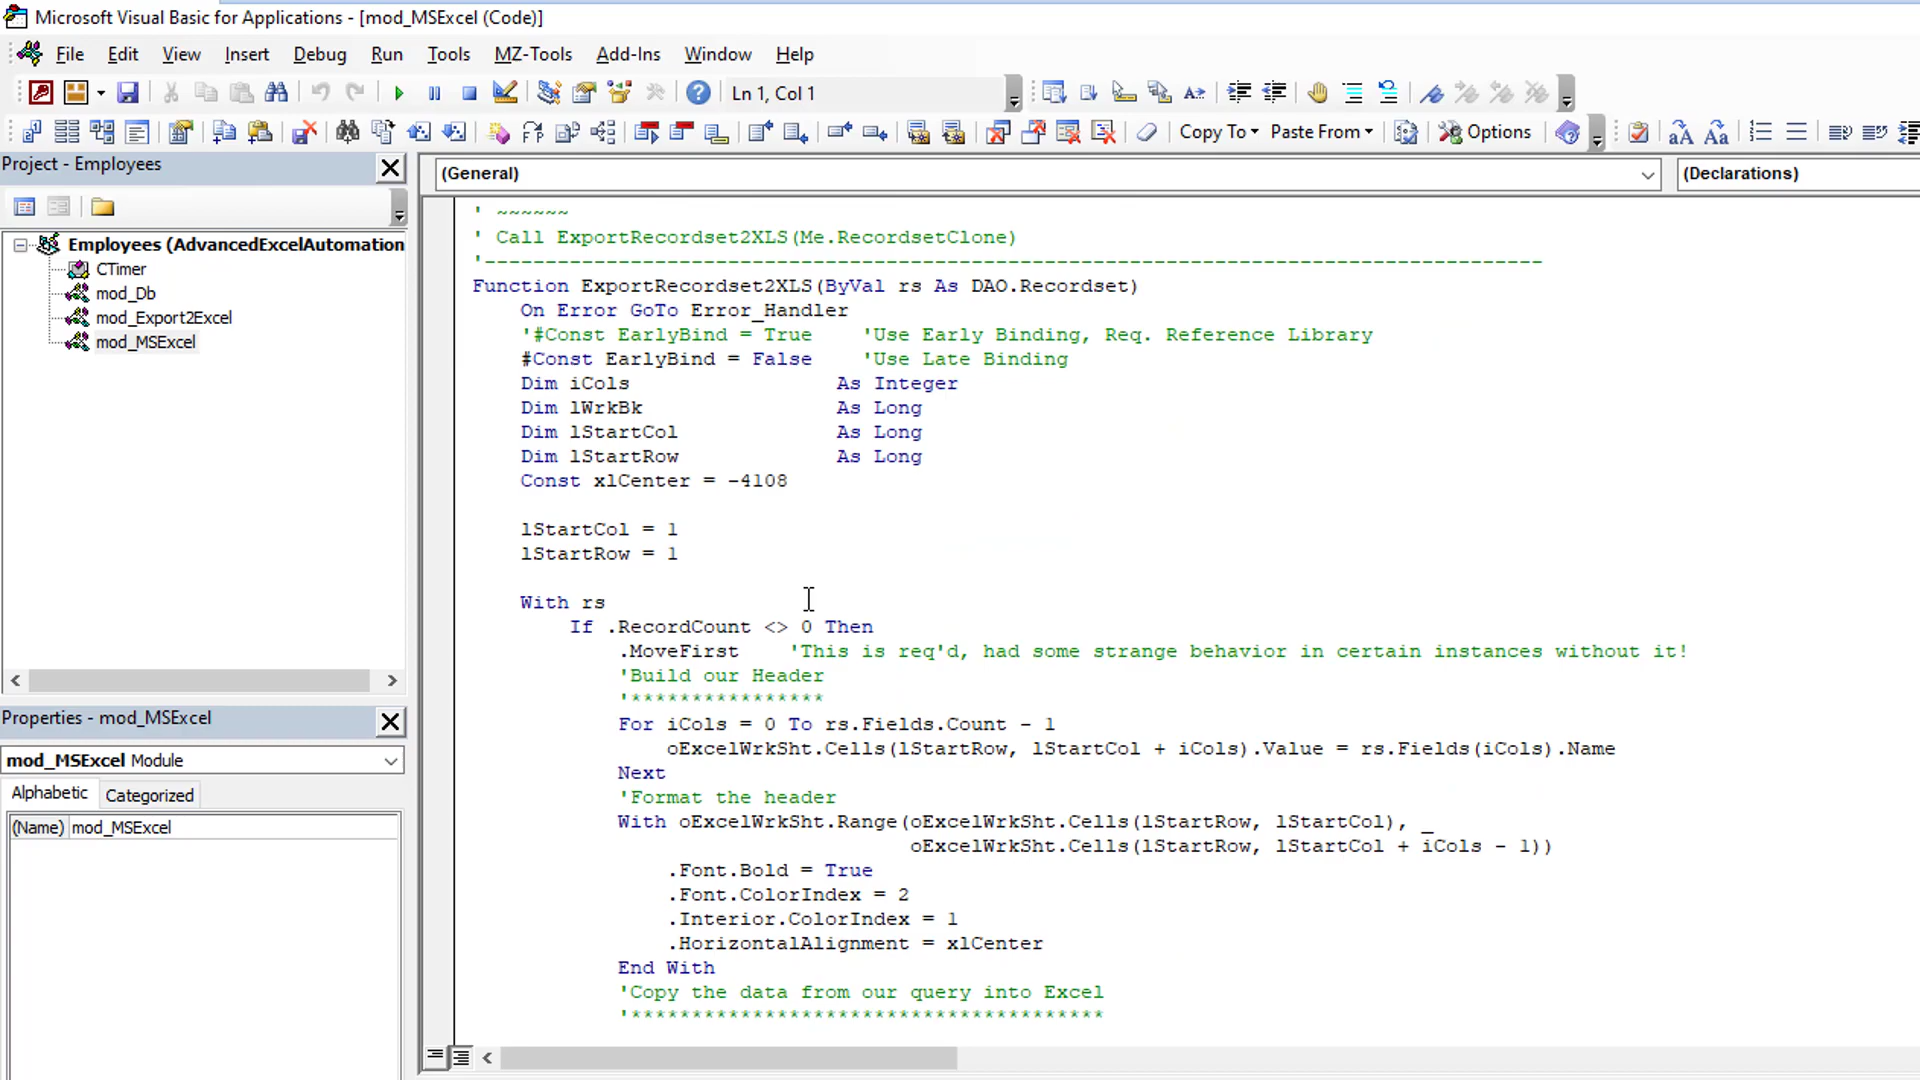 Microsoft Visual Basic for Applications - [mod_MSExcel (Code)]
File Edit View Insert Debug Run Tools MZ-Tools Add-Ins Window Help
Ln 1, Col 1
Copy To Paste From Options
Project - Employees
Employees (AdvancedExcelAutomation
CTimer
mod_Db
mod_Export2Excel
mod_MSExcel
Properties - mod_MSExcel
mod_MSExcel Module
Alphabetic Categorized
(Name) mod_MSExcel
(General) (Declarations)
' ~~~~~~
' Call ExportRecordset2XLS(Me.RecordsetClone)
'---------------------------------------------------------------------------------------
Function ExportRecordset2XLS(ByVal rs As DAO.Recordset)
On Error GoTo Error_Handler
'#Const EarlyBind = True 'Use Early Binding, Req. Reference Library
#Const EarlyBind = False 'Use Late Binding
Dim iCols As Integer
Dim lWrkBk As Long
Dim lStartCol As Long
Dim lStartRow As Long
Const xlCenter = -4108
lStartCol = 1
lStartRow = 1
With rs
If .RecordCount <> 0 Then
.MoveFirst 'This is req'd, had some strange behavior in certain instances without it!
'Build our Header
'****************
For iCols = 0 To rs.Fields.Count - 1
oExcelWrkSht.Cells(lStartRow, lStartCol + iCols).Value = rs.Fields(iCols).Name
Next
'Format the header
With oExcelWrkSht.Range(oExcelWrkSht.Cells(lStartRow, lStartCol), _
oExcelWrkSht.Cells(lStartRow, lStartCol + iCols - 1))
.Font.Bold = True
.Font.ColorIndex = 2
.Interior.ColorIndex = 1
.HorizontalAlignment = xlCenter
End With
'Copy the data from our query into Excel
'***************************************